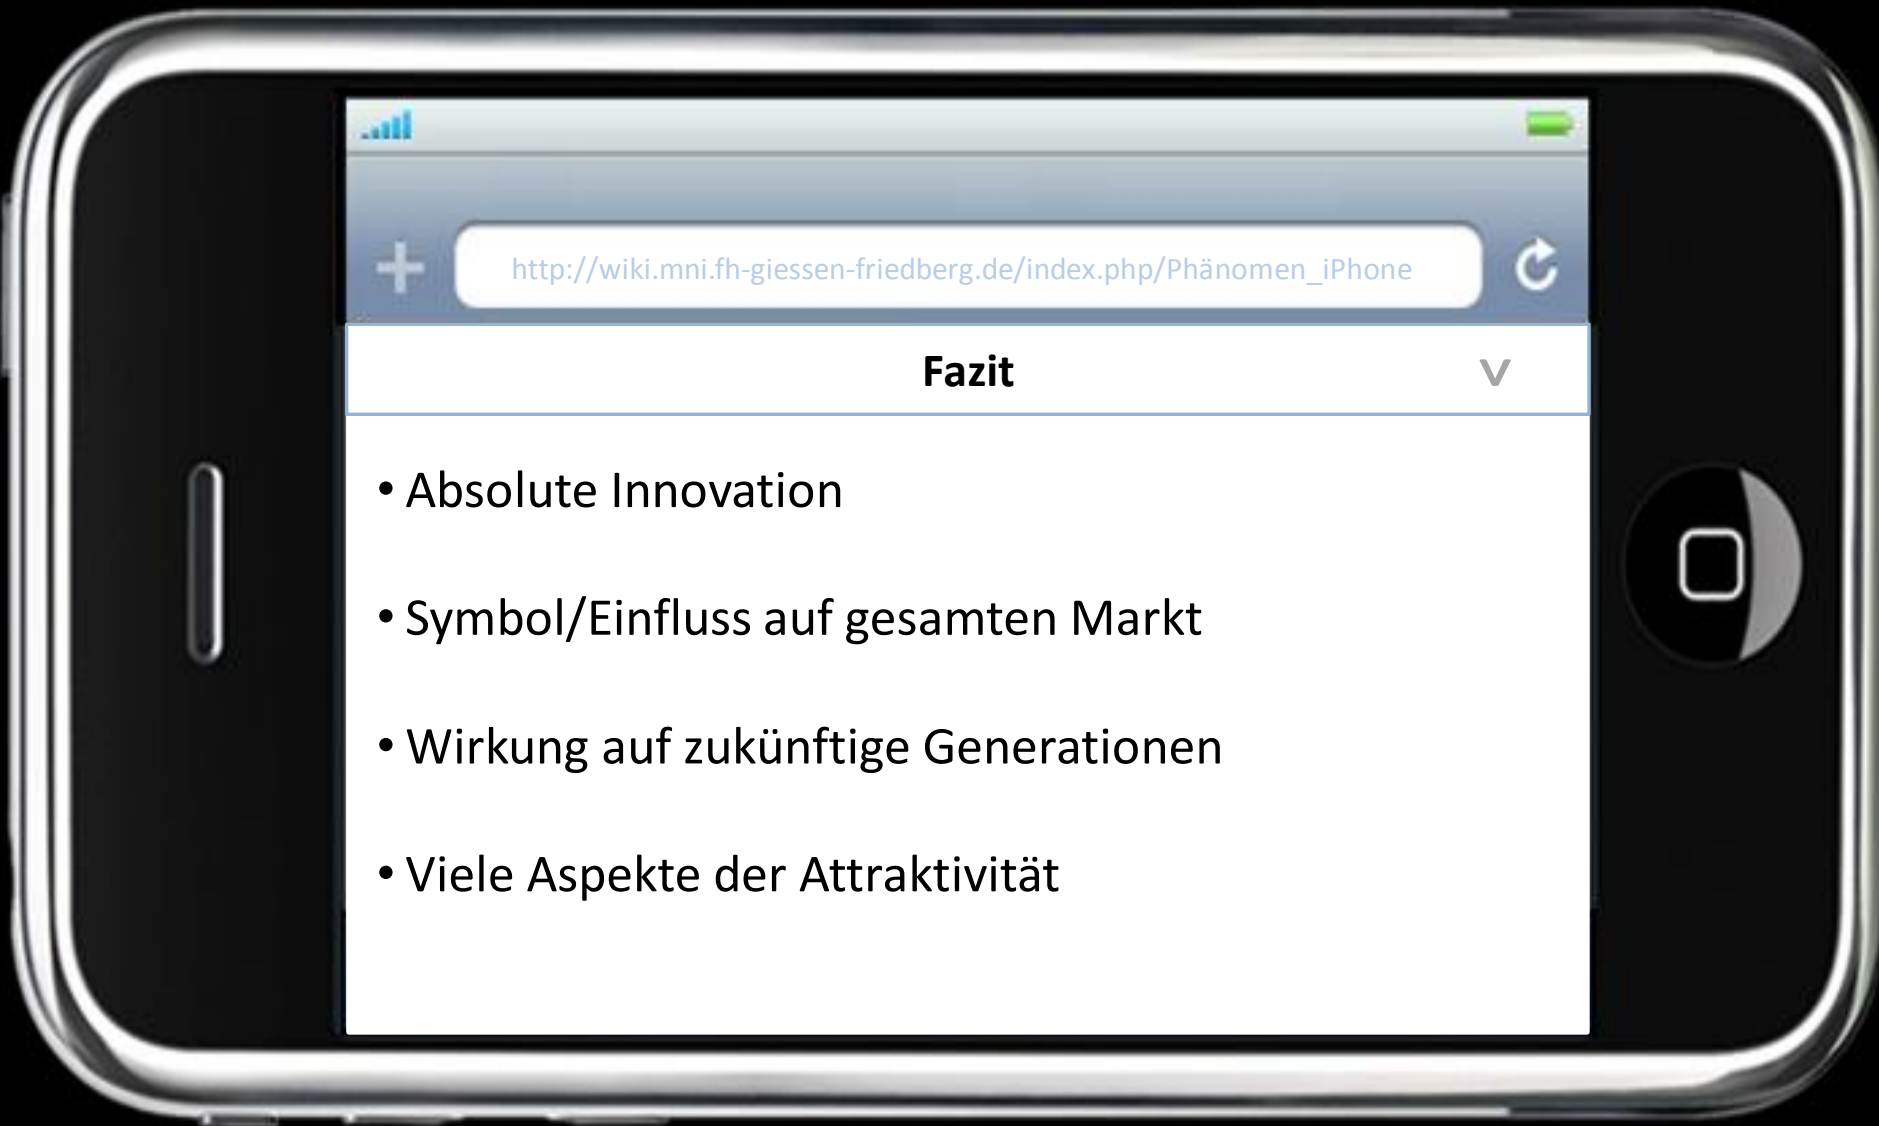 http://wiki.mni.fh-giessen-friedberg.de/index.php/Phänomen_iPhone
Fazit v
• Absolute Innovation
• Symbol/Einfluss auf gesamten Markt
• Wirkung auf zukünftige Generationen
• Viele Aspekte der Attraktivität